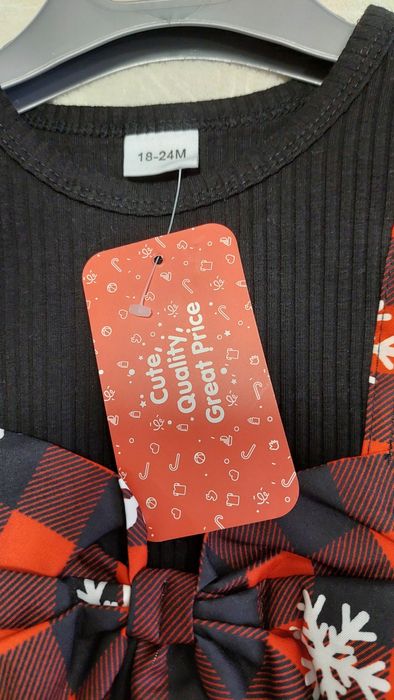 18-24M
Cute,
Quality,
Great Price